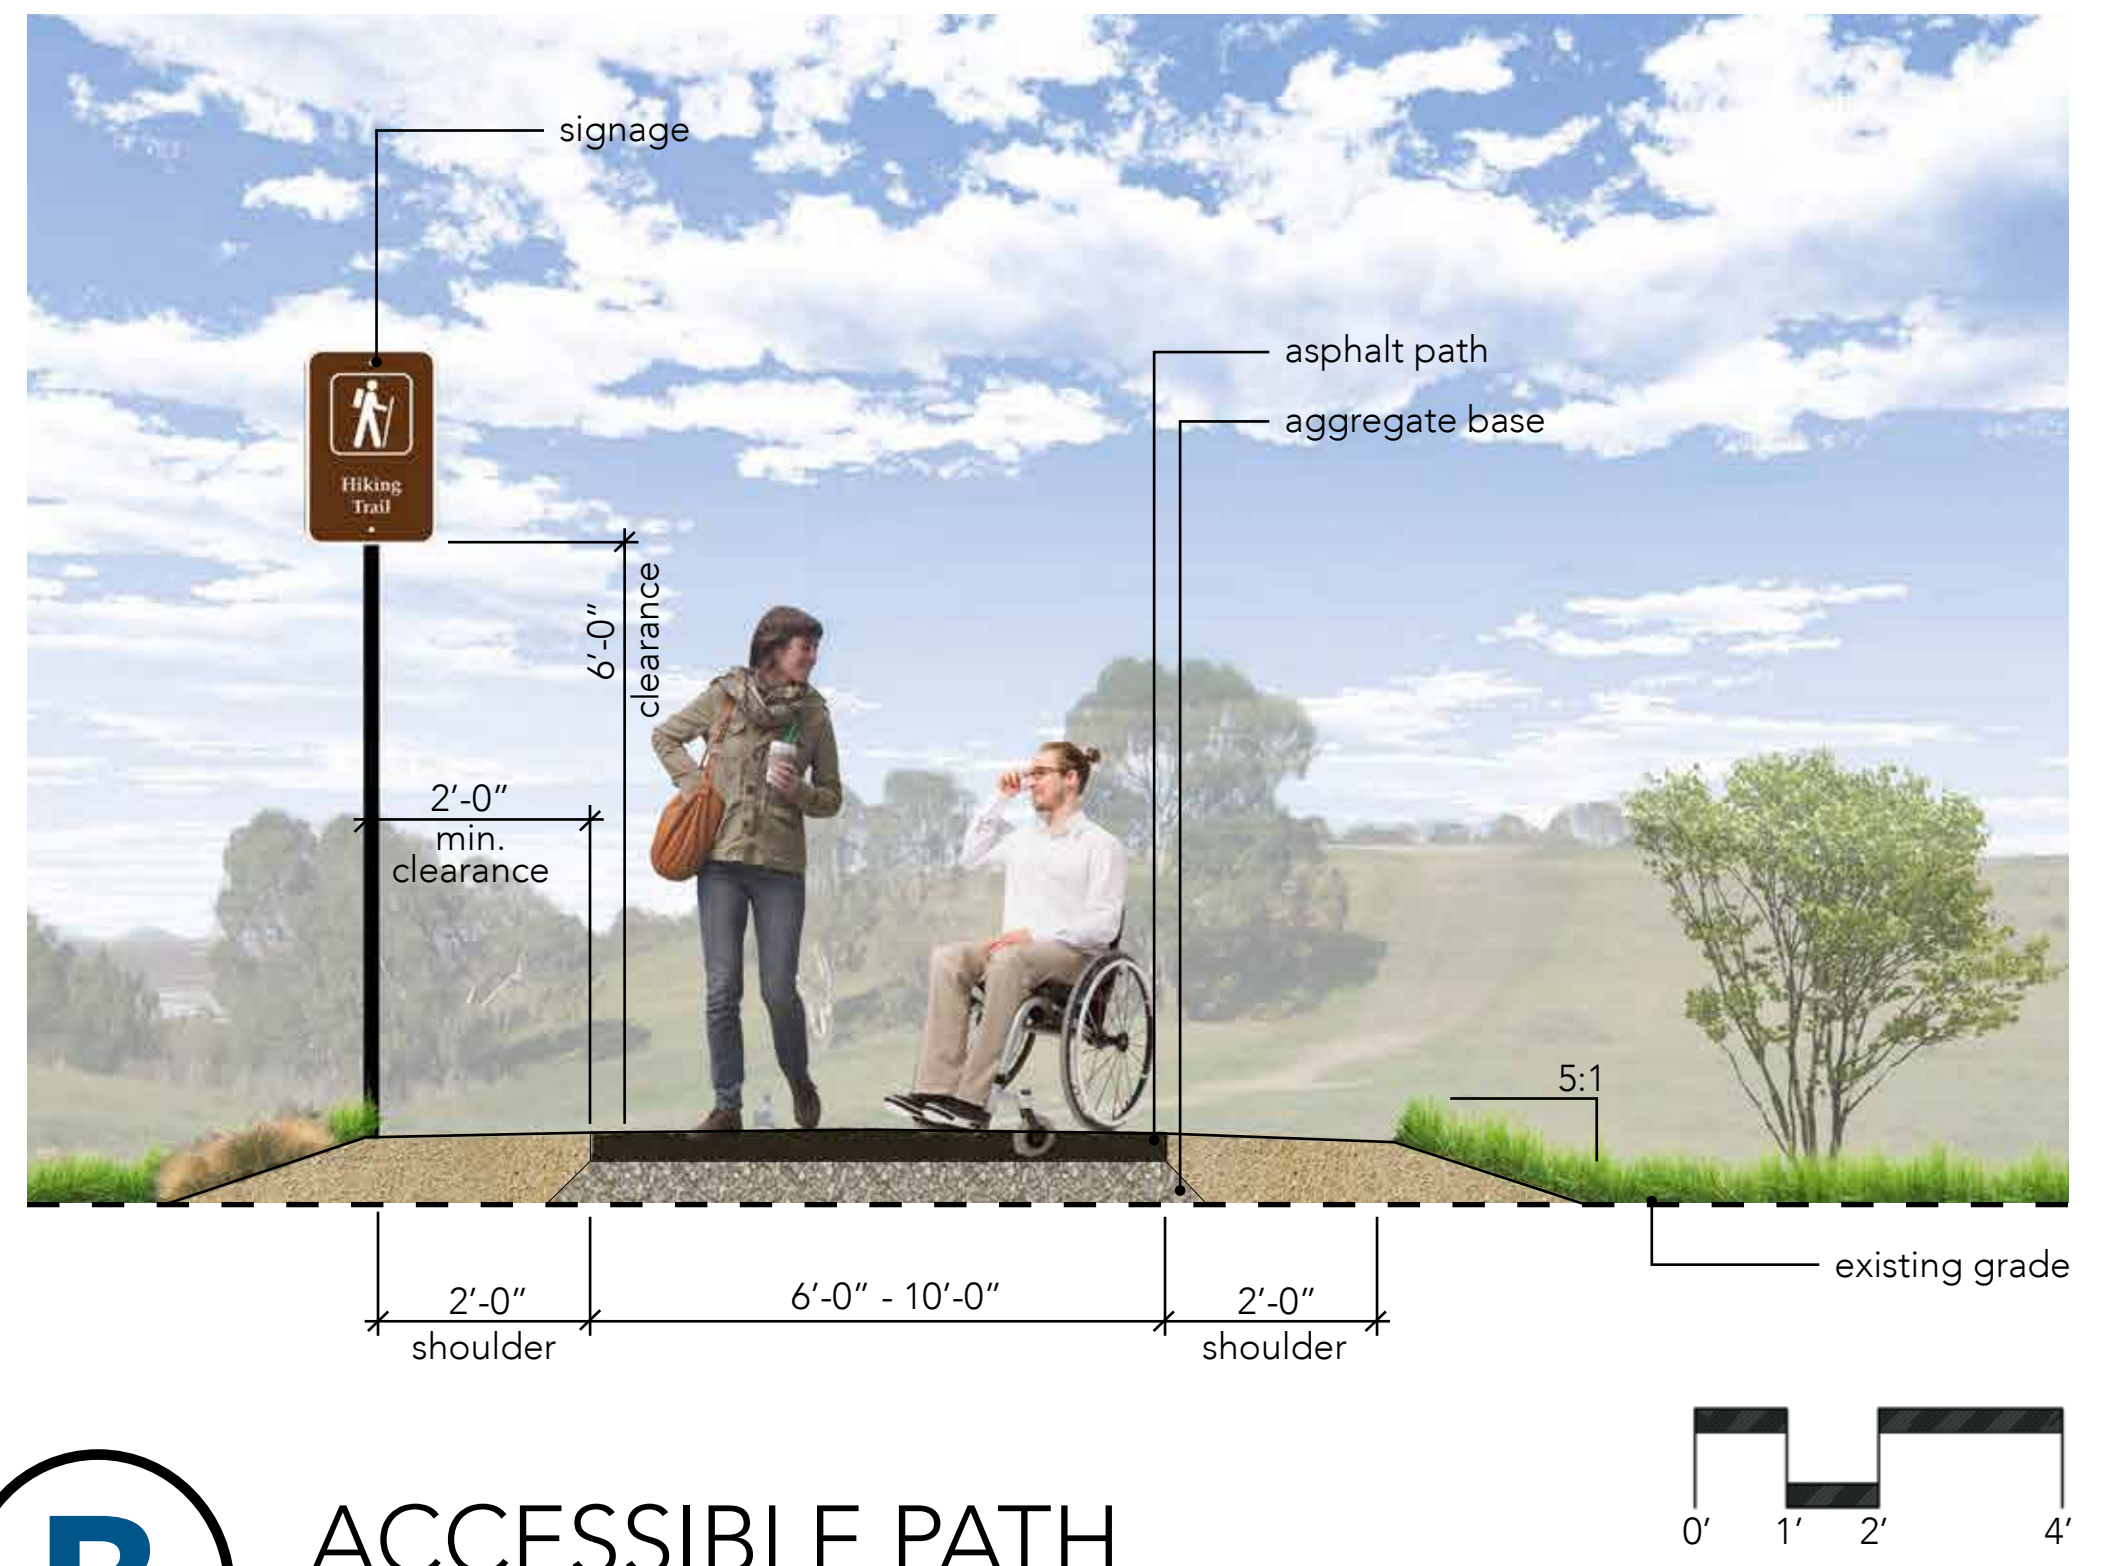 signage
asphalt path
aggregate base
Hiking
Trail
6'-0"
clearance
2'-0"
min.
clearance
5:1
existing grade
2'-0"
shoulder
6'-0" - 10'-0"
2'-0"
shoulder
0' 1' 2' 4'
B
ACCESSIBLE PATH